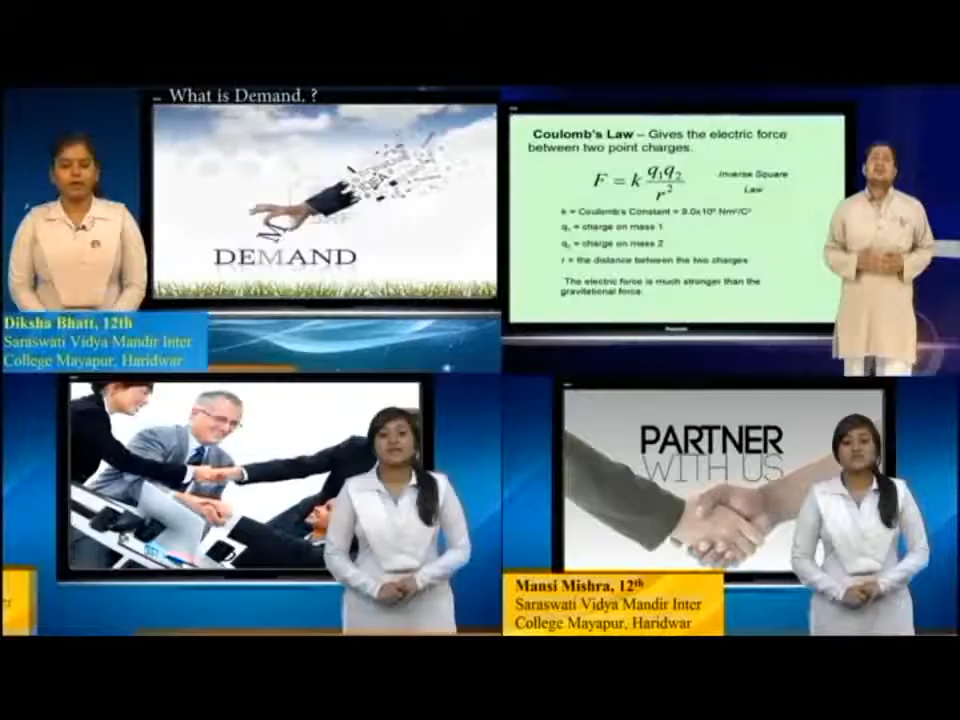 What is Demand. ?
DEMAND
Diksha Bhatt, 12th
Saraswati Vidya Mandir Inter
College Mayapur, Haridwar
Coulomb's Law – Gives the electric force
between two point charges.
F = k q₁q₂ / r²
Inverse Square
Law
k = Coulomb's Constant = 9.0x10⁹ Nm²/C²
q₁ = charge on mass 1
q₂ = charge on mass 2
r = the distance between the two charges
The electric force is much stronger than the
gravitational force.
PARTNER
WITH US
Mansi Mishra, 12th
Saraswati Vidya Mandir Inter
College Mayapur, Haridwar